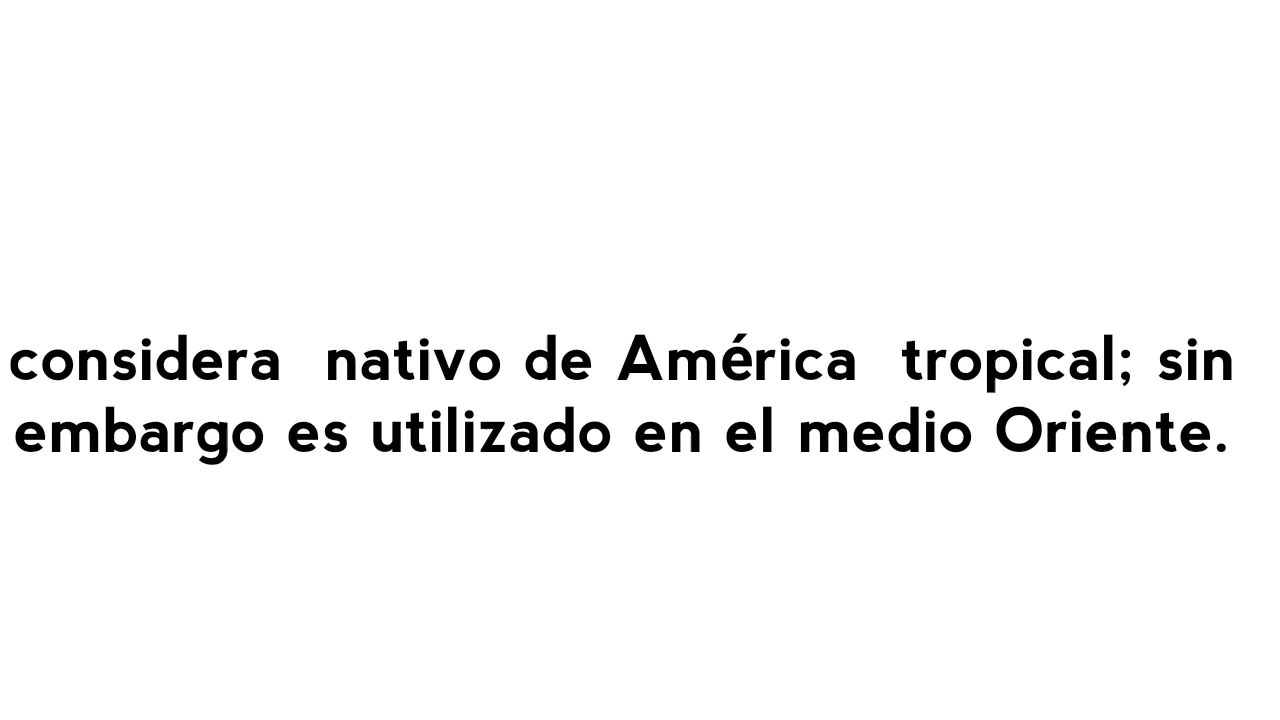 considera  nativo de América  tropical; sin
embargo es utilizado en el medio Oriente.